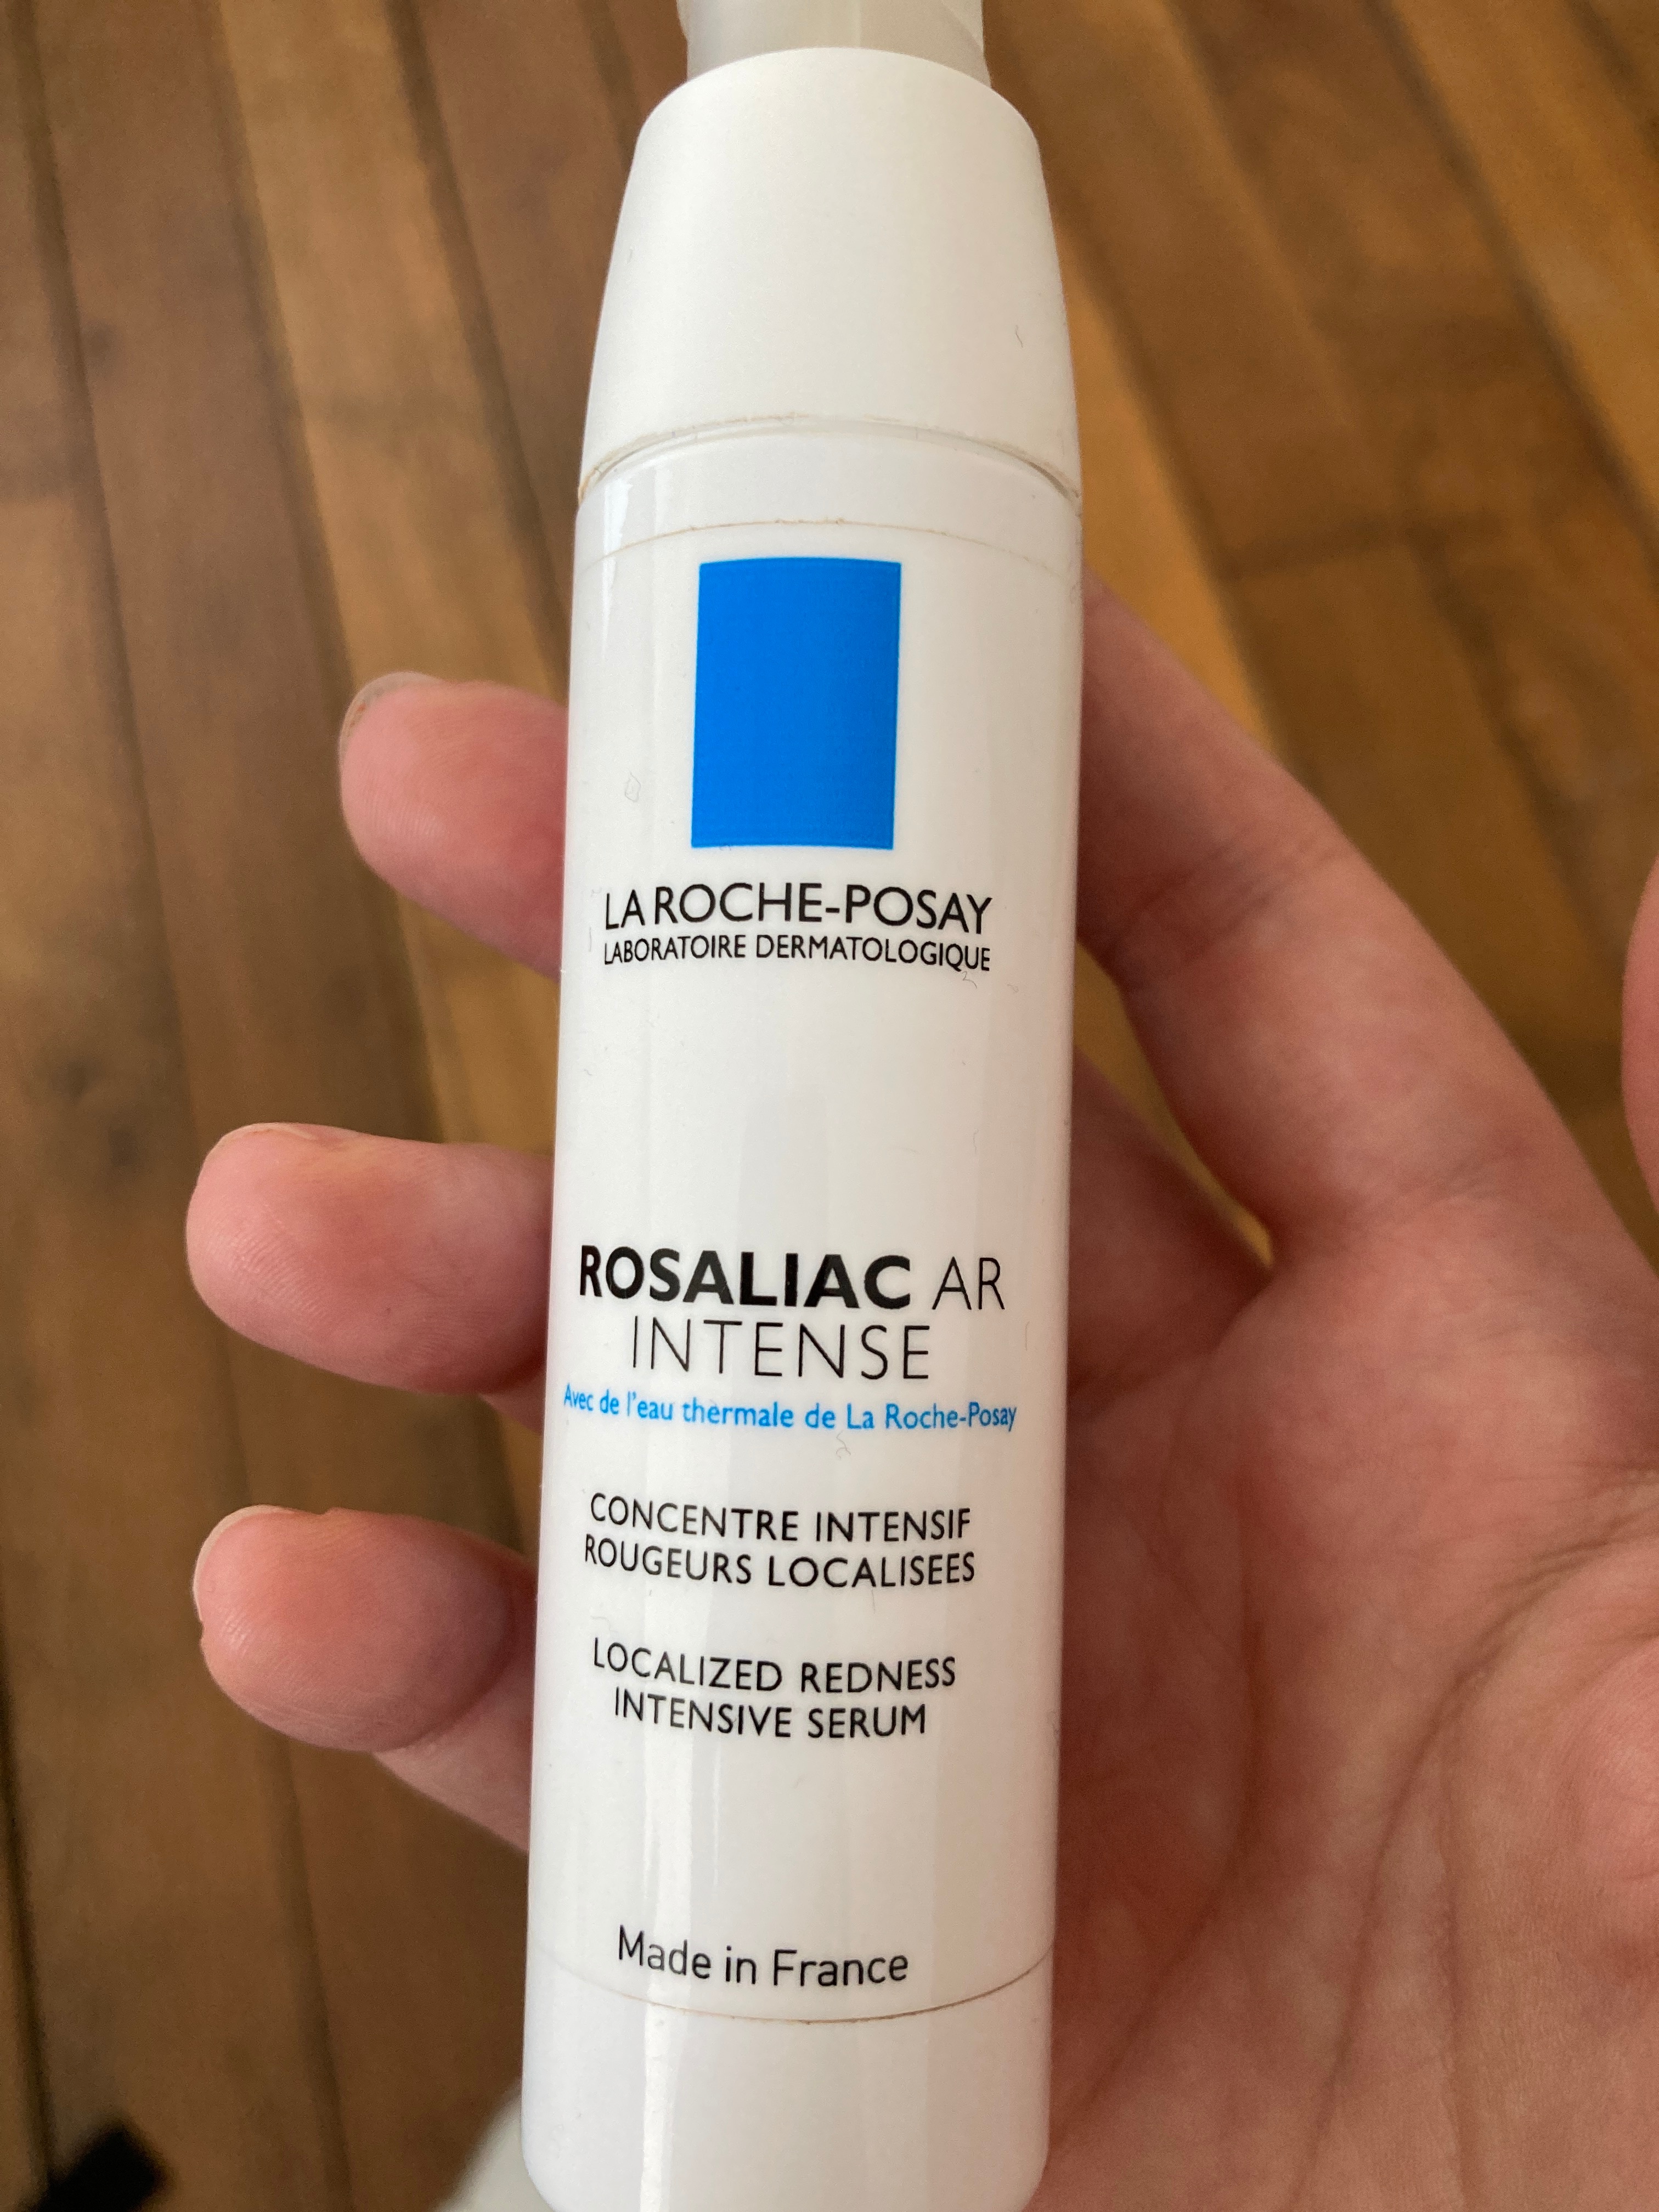 LA ROCHE-POSAY
LABORATOIRE DERMATOLOGIQUE
ROSALIAC AR
INTENSE
Avec de l'eau thermale de La Roche-Posay
CONCENTRE INTENSIF
ROUGEURS LOCALISEES
LOCALIZED REDNESS
INTENSIVE SERUM
Made in France